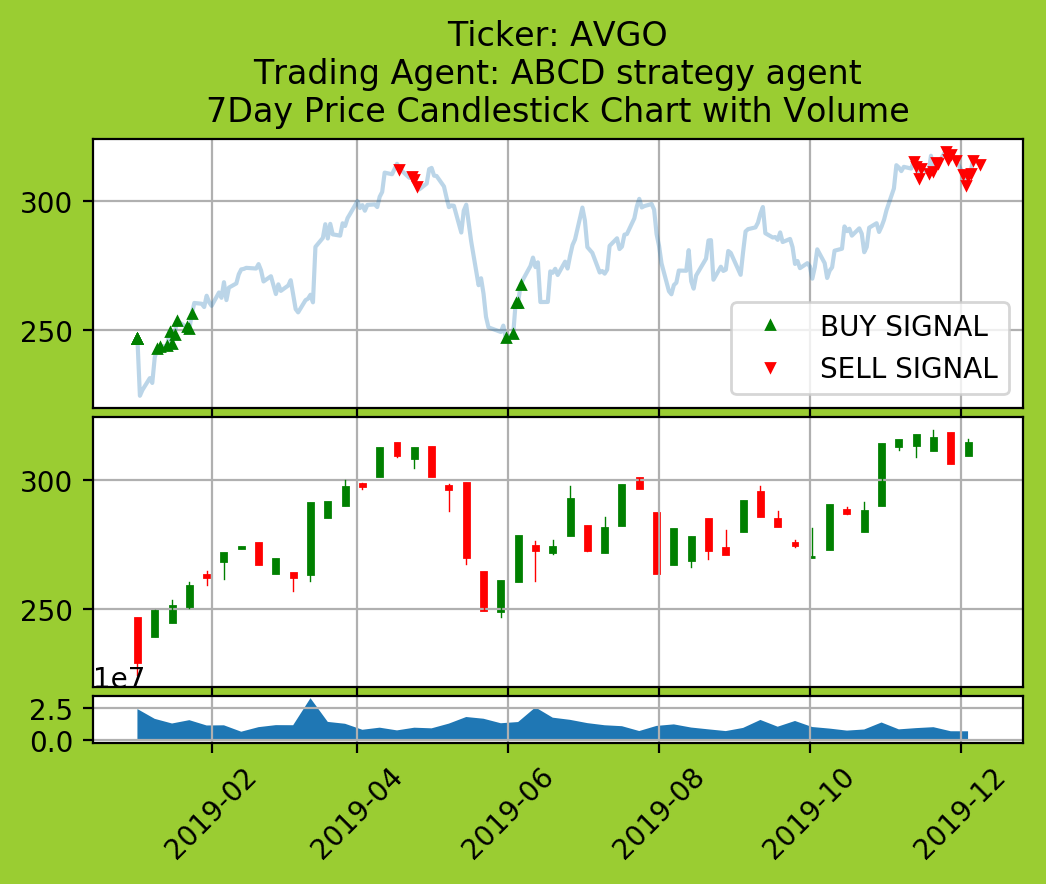 Ticker: AVGO
Trading Agent: ABCD strategy agent
7Day Price Candlestick Chart with Volume
300
250
BUY SIGNAL
SELL SIGNAL
300
250
1e7
2.5
0.0
2019-02
2019-04
2019-06
2019-08
2019-10
2019-12